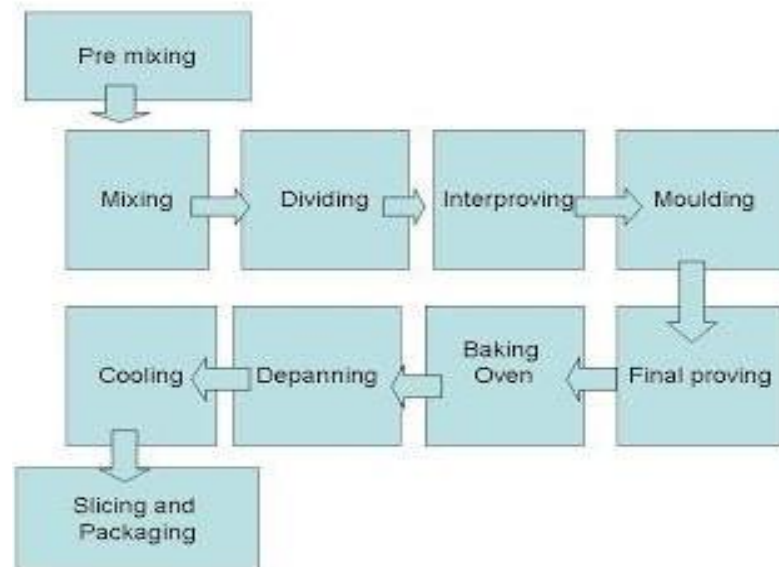 Pre mixing
Mixing
Dividing
Interproving
Moulding
Final proving
Baking
Oven
Depanning
Cooling
Slicing and
Packaging